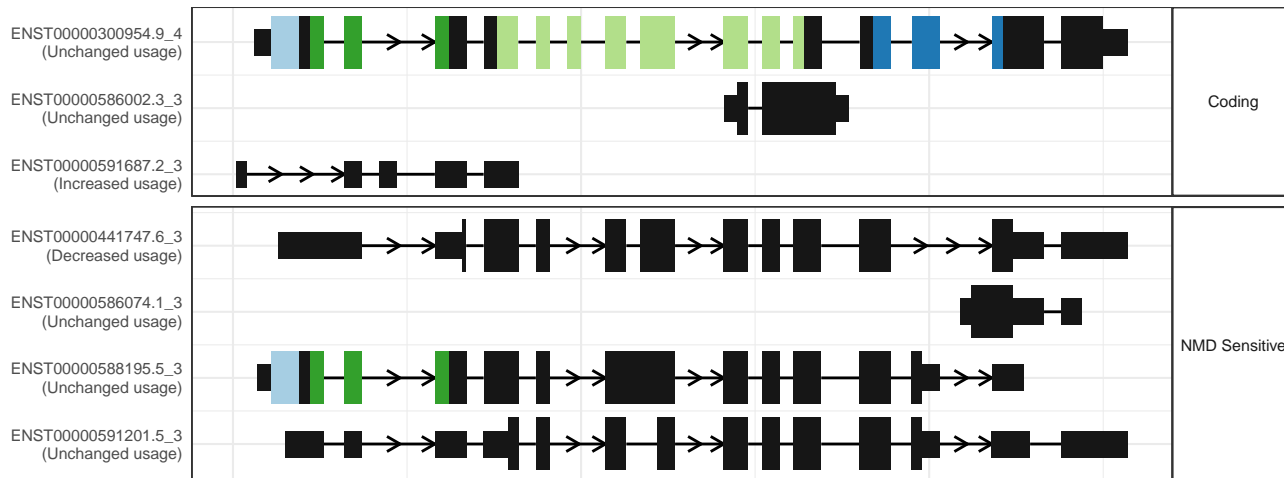 ENST00000300954.9_4
(Unchanged usage)
ENST00000586002.3_3
(Unchanged usage)
ENST00000591687.2_3
(Increased usage)
Coding
ENST00000441747.6_3
(Decreased usage)
ENST00000586074.1_3
(Unchanged usage)
ENST00000588195.5_3
(Unchanged usage)
ENST00000591201.5_3
(Unchanged usage)
NMD Sensitive